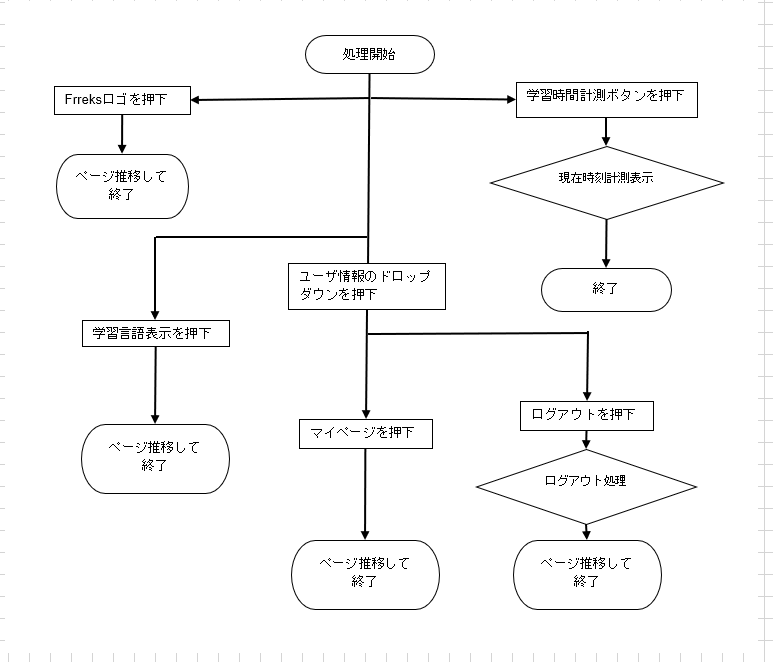 処理開始
Frreksロゴを押下
学習時間計測ボタンを押下
ページ推移して
終了
現在時刻計測表示
終了
ユーザ情報のドロップ
ダウンを押下
学習言語表示を押下
ページ推移して
終了
マイページを押下
ログアウトを押下
ログアウト処理
ページ推移して
終了
ページ推移して
終了